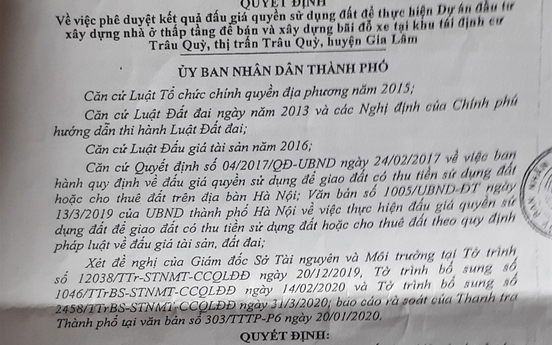 QUYẾT ĐỊNH
Về việc phê duyệt kết quả đấu giá quyền sử dụng đất để thực hiện Dự án đầu tư
xây dựng nhà ở thấp tầng để bán và xây dựng bãi đỗ xe tại khu tái định cư
Trâu Quỳ, thị trấn Trâu Quỳ, huyện Gia Lâm
ỦY BAN NHÂN DÂN THÀNH PHỐ
Căn cứ Luật Tổ chức chính quyền địa phương năm 2015;
Căn cứ Luật Đất đai ngày năm 2013 và các Nghị định của Chính phủ
hướng dẫn thi hành Luật Đất đai;
Căn cứ Luật Đấu giá tài sản năm 2016;
Căn cứ Quyết định số 04/2017/QĐ-UBND ngày 24/02/2017 về việc ban
hành quy định về đấu giá quyền sử dụng để giao đất có thu tiền sử dụng đất
hoặc cho thuê đất trên địa bàn Hà Nội; Văn bản số 1005/UBND-ĐT ngày
13/3/2019 của UBND thành phố Hà Nội về việc thực hiện đấu giá quyền sử
dụng đất để giao đất có thu tiền sử dụng đất hoặc cho thuê đất theo quy định
pháp luật về đấu giá tài sản, đất đai;
Xét đề nghị của Giám đốc Sở Tài nguyên và Môi trường tại Tờ trình
số 12038/TTr-STNMT-CCQLĐĐ ngày 20/12/2019, Tờ trình bổ sung số
1046/TTrBS-STNMT-CCQLĐĐ ngày 14/02/2020 và Tờ trình bổ sung số
2458/TTrBS-STNMT-CCQLĐĐ ngày 31/3/2020; báo cáo rà soát của Thanh tra
Thành phố tại văn bản số 303/TTTP-P6 ngày 20/01/2020.
QUYẾT ĐỊNH: